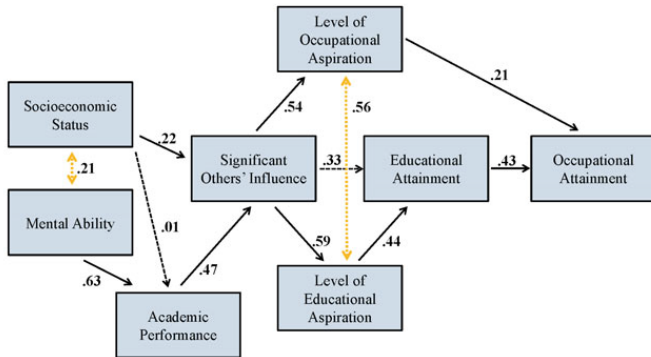 Level of
Occupational
Aspiration
.21
Socioeconomic
Status
.54
.56
.22
Significant
Others' Influence
.33
Educational
Attainment
.43
Occupational
Attainment
.21
Mental Ability
.01
.59
.44
.63
.47
Level of
Educational
Aspiration
Academic
Performance